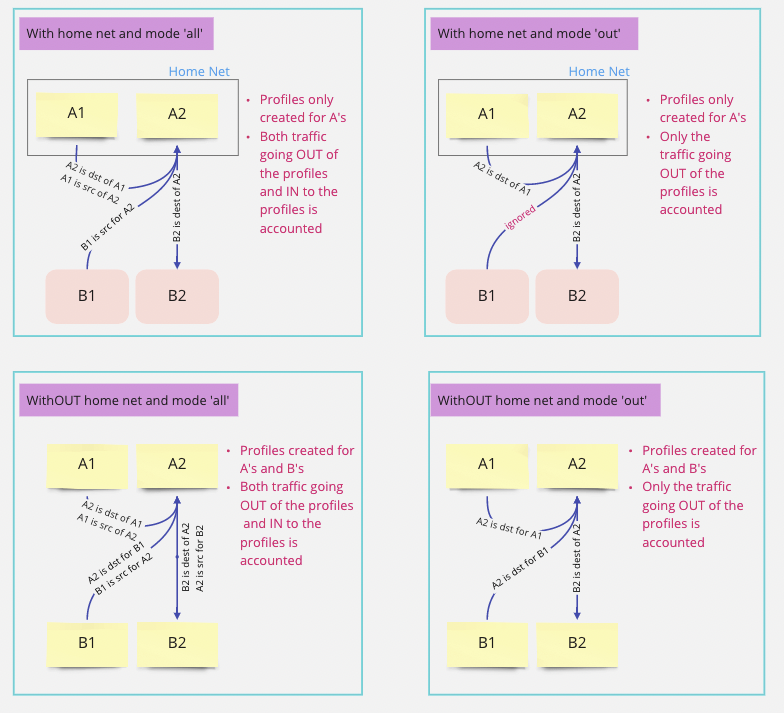 With home net and mode 'all'
Home Net
A1
A2
• Profiles only
created for A's
• Both traffic
going OUT of
the profiles
and IN to the
profiles is
accounted
A2 is dst of A1
A1 is src of A2
B1 is src for A2
B2 is dest of A2
B1
B2
With home net and mode 'out'
Home Net
A1
A2
• Profiles only
created for A's
• Only the
traffic going
OUT of the
profiles is
accounted
A2 is dst of A1
ignored
B2 is dest of A2
B1
B2
WithOUT home net and mode 'all'
A1
A2
• Profiles created for
A's and B's
• Both traffic going
OUT of the profiles
and IN to the
profiles is
accounted
A2 is dst of A1
A1 is src of A2
A2 is dst for B1
B1 is src for A2
B2 is dest of A2
A2 is src for B2
B1
B2
WithOUT home net and mode 'out'
A1
A2
• Profiles created for
A's and B's
• Only the traffic
going OUT of the
profiles is
accounted
A2 is dst for A1
A2 is dst for B1
B2 is dest of A2
B1
B2